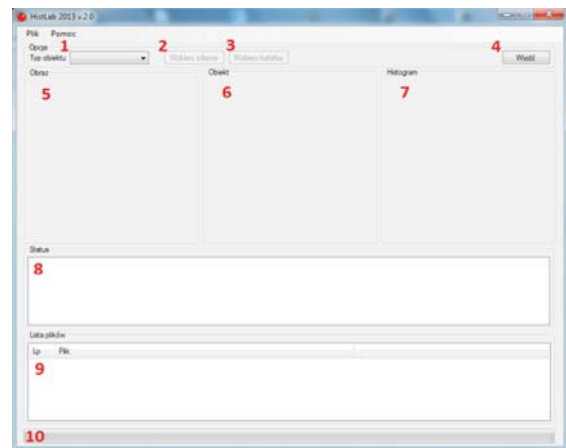 HistLab 2013 v.2.0
Plik Pomoc
Opcje 1 2 3 4
Typ obiektu Wybierz zdjęcie Wybierz katalog Wyjdź
Obraz Obiekt Histogram
5 6 7
Status
8
Lista plików
Lp Plik
9
10